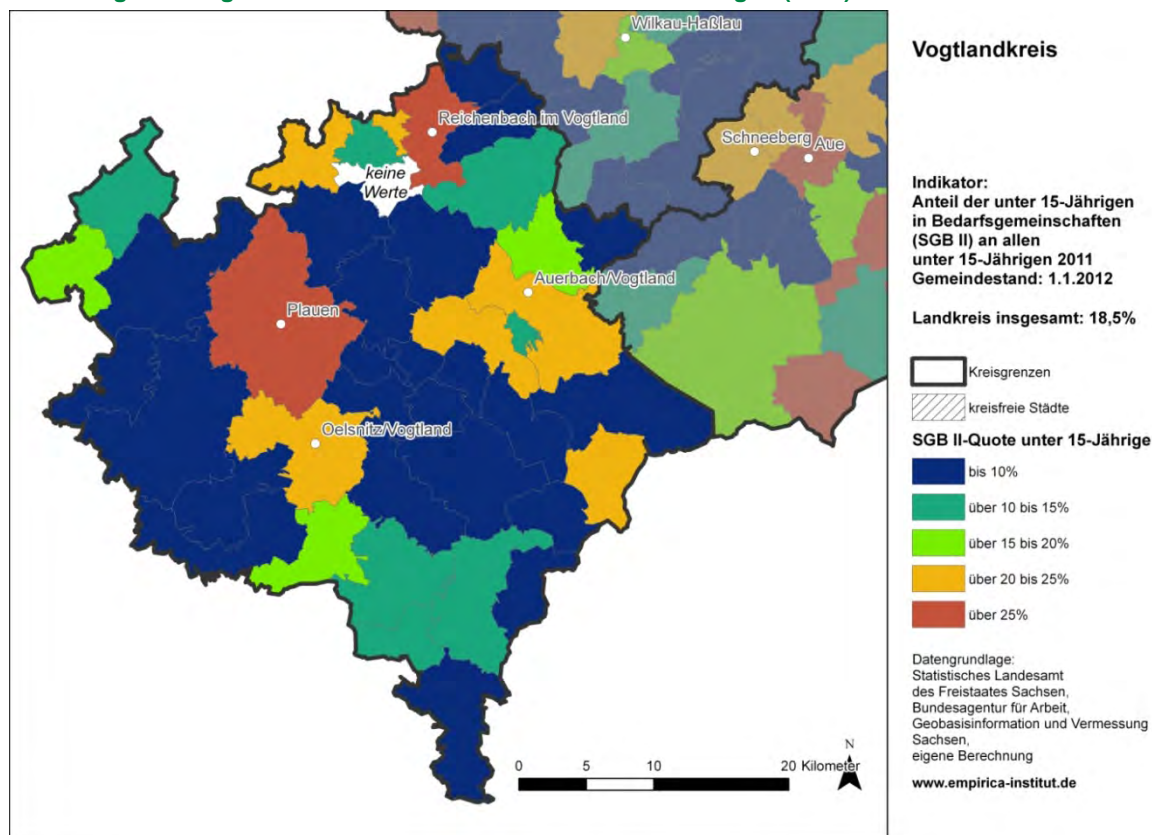 Wilkau-Haßlau
Reichenbach im Vogtland
Schneeberg
Aue
keine
Werte
Auerbach/Vogtland
Plauen
Oelsnitz/Vogtland
0 5 10 20 Kilometer
N
Vogtlandkreis
Indikator:
Anteil der unter 15-Jährigen
in Bedarfsgemeinschaften
(SGB II) an allen
unter 15-Jährigen 2011
Gemeindestand: 1.1.2012
Landkreis insgesamt: 18,5%
Kreisgrenzen
kreisfreie Städte
SGB II-Quote unter 15-Jährige
bis 10%
über 10 bis 15%
über 15 bis 20%
über 20 bis 25%
über 25%
Datengrundlage:
Statistisches Landesamt
des Freistaates Sachsen,
Bundesagentur für Arbeit,
Geobasisinformation und Vermessung
Sachsen,
eigene Berechnung
www.empirica-institut.de